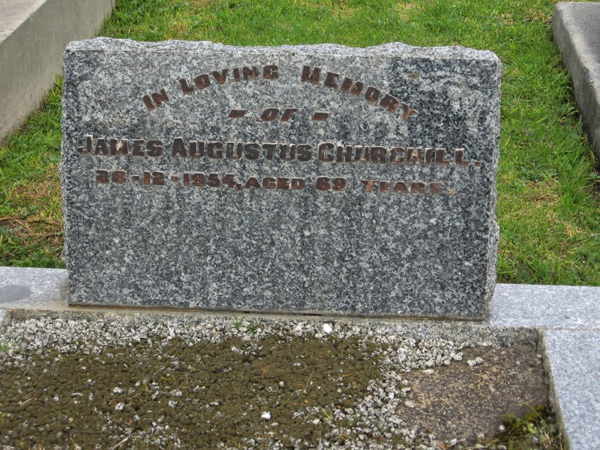 IN LOVING MEMORY
- OF -
JAMES AUGUSTUS CHURCHILL.
28-12-1954, AGED 69 YEARS.